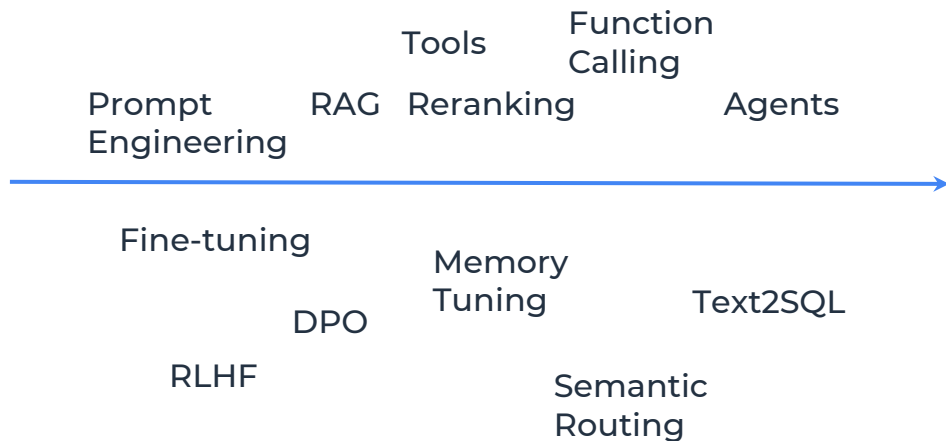 Function
Calling
Tools
Prompt
Engineering
RAG
Reranking
Agents
Fine-tuning
Memory
Tuning
Text2SQL
DPO
RLHF
Semantic
Routing